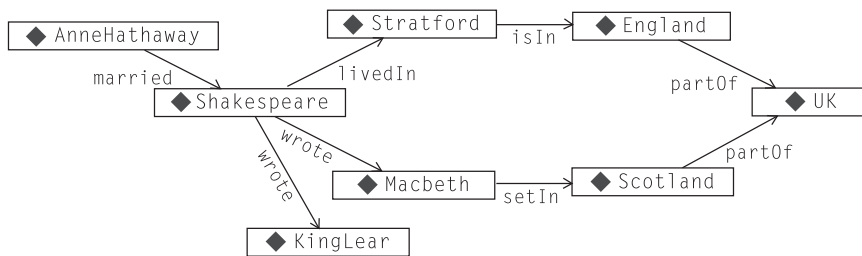 AnneHathaway
married
Shakespeare
livedIn
Stratford
isIn
England
partOf
UK
wrote
Macbeth
setIn
Scotland
partOf
wrote
KingLear